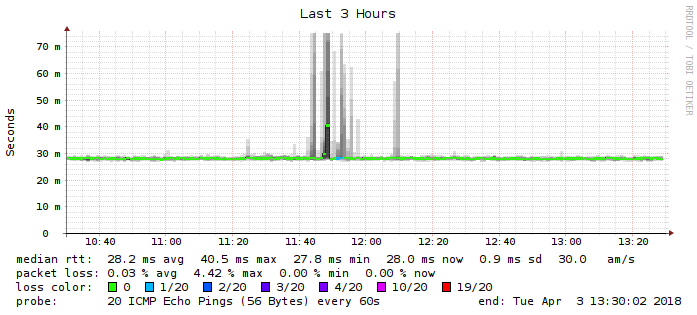 Last 3 Hours
RRDTOOL / TOBI OETIKER
Seconds
70 m
60 m
50 m
40 m
30 m
20 m
10 m
0
10:40 11:00 11:20 11:40 12:00 12:20 12:40 13:00 13:20
median rtt: 28.2 ms avg 40.5 ms max 27.8 ms min 28.0 ms now 0.9 ms sd 30.0 am/s
packet loss: 0.03 % avg 4.42 % max 0.00 % min 0.00 % now
loss color: 0 1/20 2/20 3/20 4/20 10/20 19/20
probe: 20 ICMP Echo Pings (56 Bytes) every 60s end: Tue Apr 3 13:30:02 2018